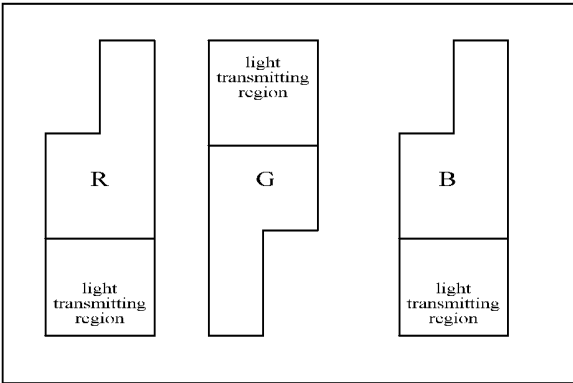 R
light
transmitting
region
light
transmitting
region
G
B
light
transmitting
region